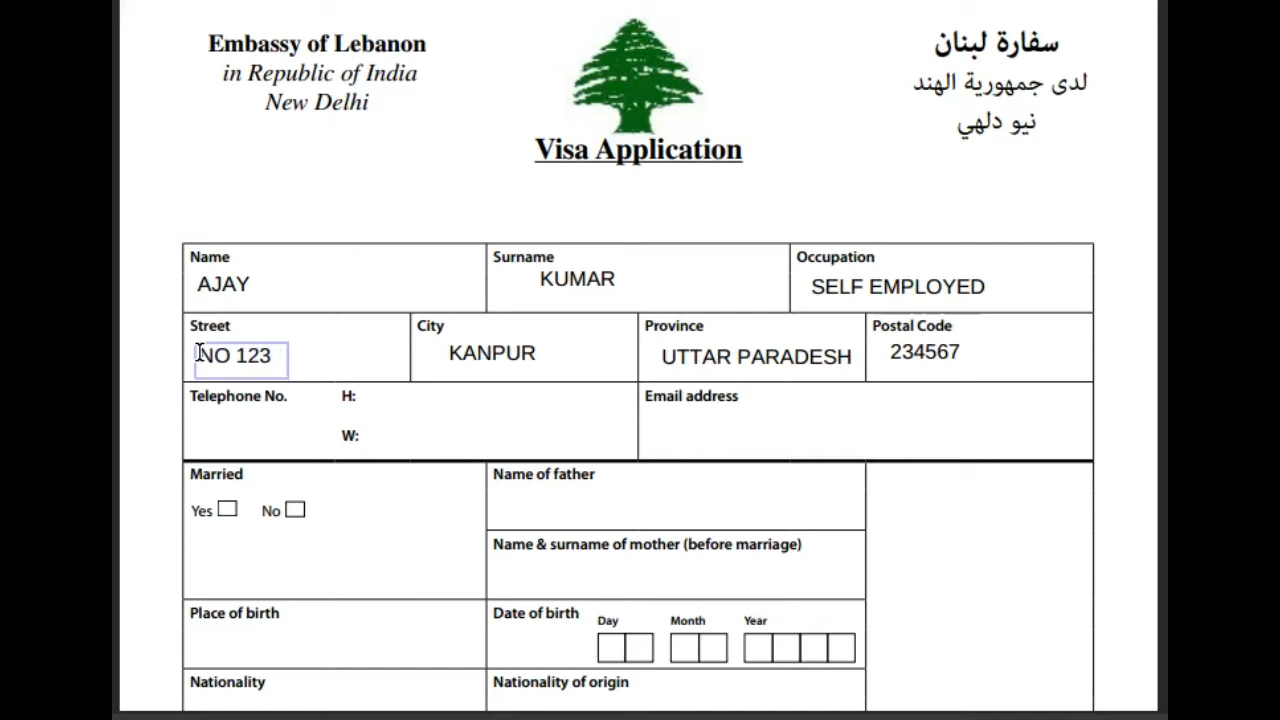 Embassy of Lebanon
in Republic of India
New Delhi
سفارة لبنان
لدى جمهورية الهند
نيو دلهي
Visa Application
Name
AJAY
Surname
KUMAR
Occupation
SELF EMPLOYED
Street
NO 123
City
KANPUR
Province
UTTAR PARADESH
Postal Code
234567
Telephone No.
H:
W:
Email address
Married
Yes No
Name of father
Name & surname of mother (before marriage)
Place of birth
Date of birth
Day Month Year
Nationality
Nationality of origin